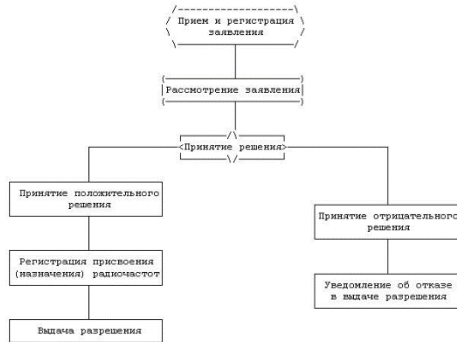 Прием и регистрация
заявления
Рассмотрение заявления
Принятие решения
Принятие положительного
решения
Регистрация присвоения
(назначения) радиочастот
Выдача разрешения
Принятие отрицательного
решения
Уведомление об отказе
в выдаче разрешения